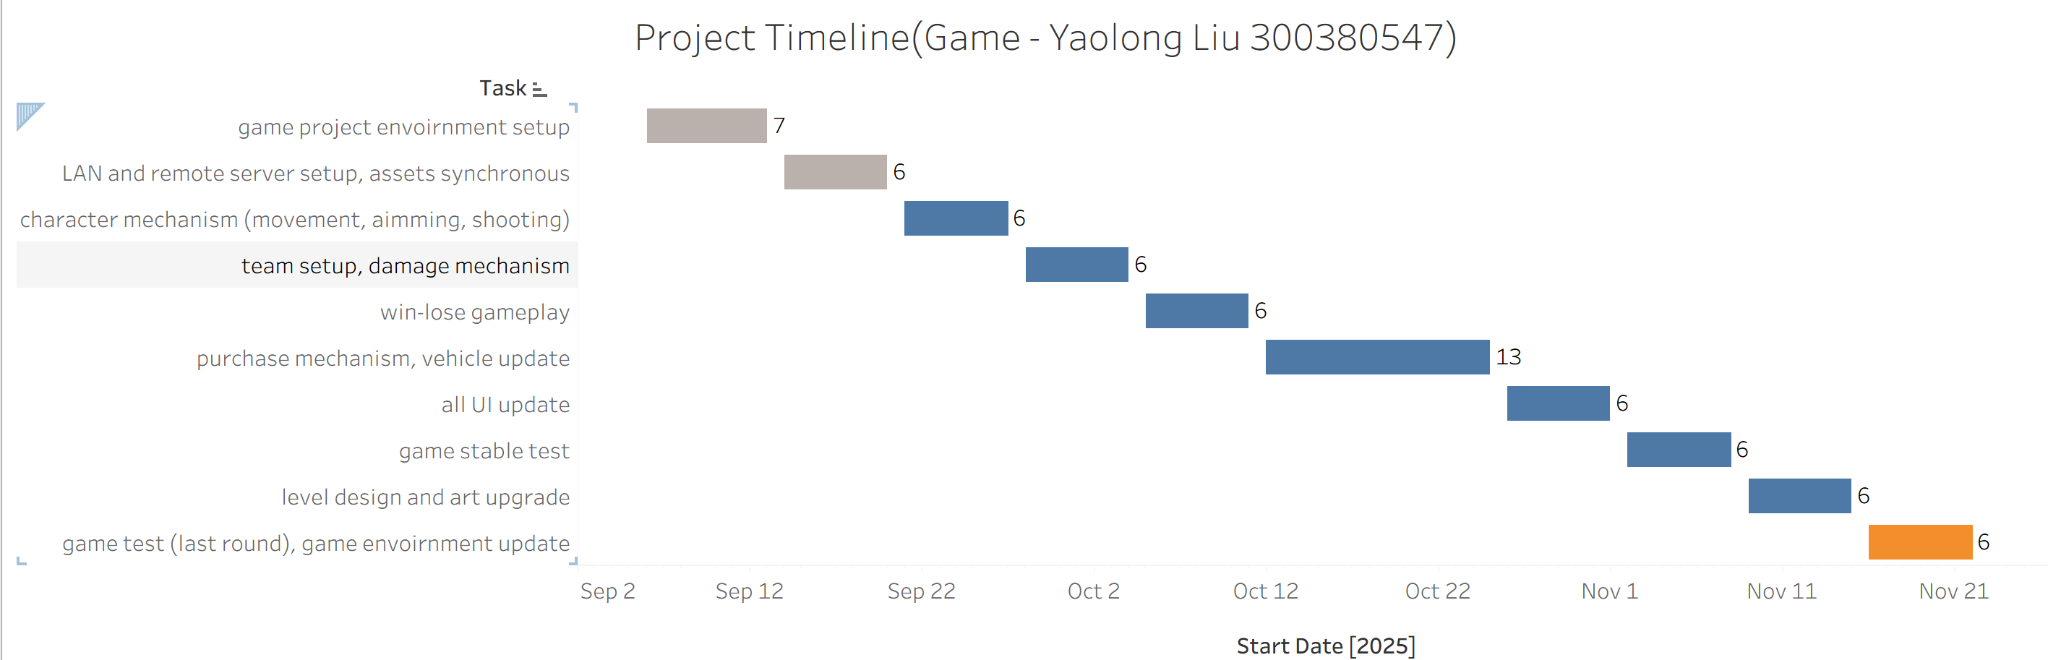 Project Timeline(Game - Yaolong Liu 300380547)
Task
game project envoirnment setup 7
LAN and remote server setup, assets synchronous 6
character mechanism (movement, aimming, shooting) 6
team setup, damage mechanism 6
win-lose gameplay 6
purchase mechanism, vehicle update 13
all UI update 6
game stable test 6
level design and art upgrade 6
game test (last round), game envoirnment update 6
Sep 2 Sep 12 Sep 22 Oct 2 Oct 12 Oct 22 Nov 1 Nov 11 Nov 21
Start Date [2025]